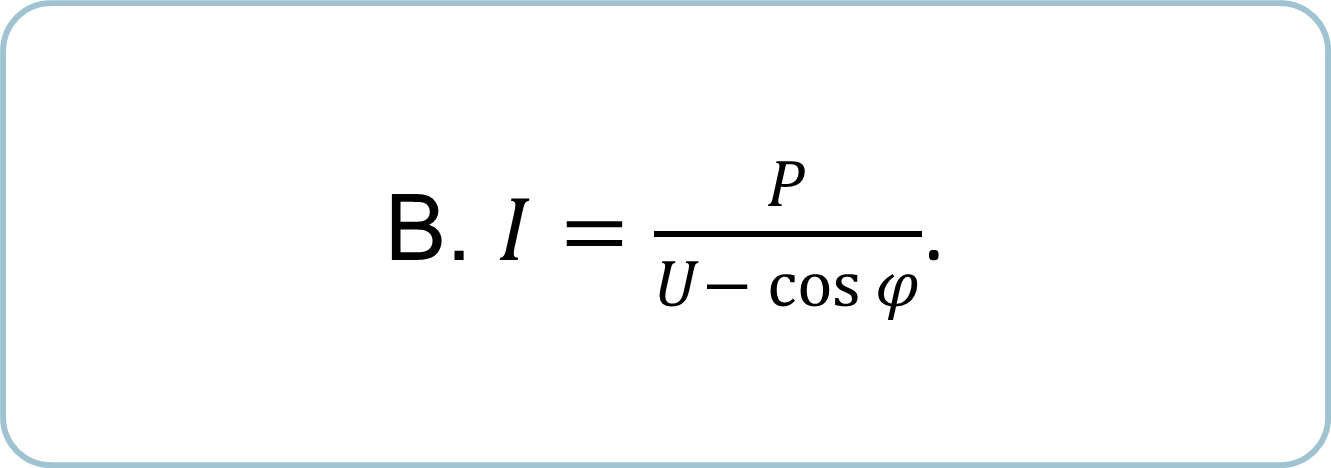 B. I = P / (U − cos φ).